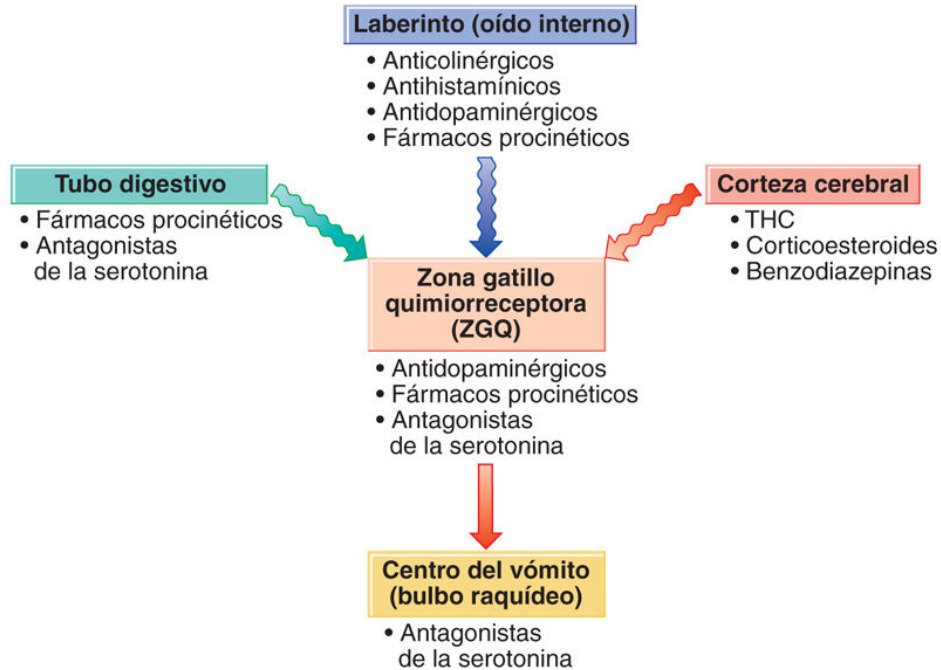 Laberinto (oído interno)
• Anticolinérgicos
• Antihistamínicos
• Antidopaminérgicos
• Fármacos procinéticos
Tubo digestivo
• Fármacos procinéticos
• Antagonistas
de la serotonina
Corteza cerebral
• THC
• Corticoesteroides
• Benzodiazepinas
Zona gatillo
quimiorreceptora
(ZGQ)
• Antidopaminérgicos
• Fármacos procinéticos
• Antagonistas
de la serotonina
Centro del vómito
(bulbo raquídeo)
• Antagonistas
de la serotonina